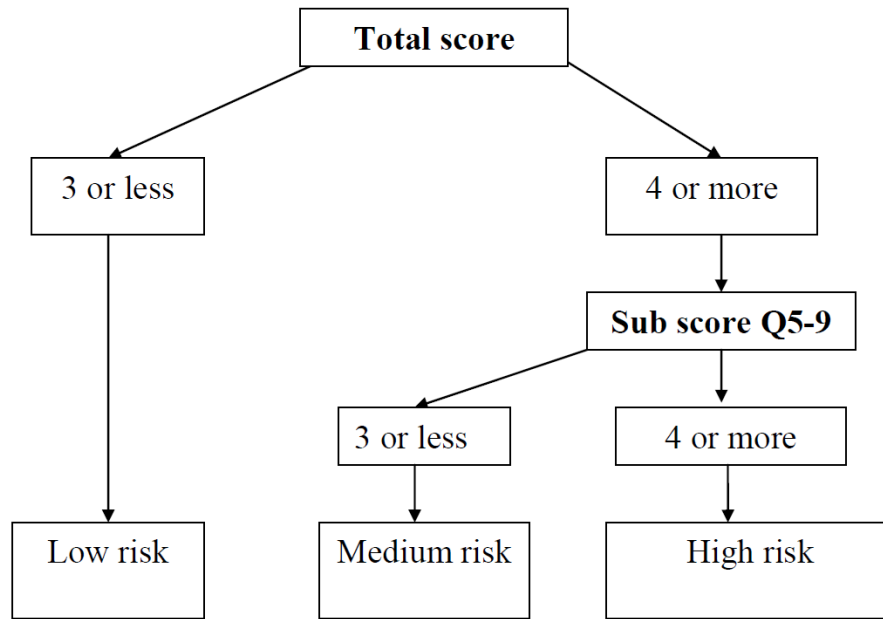 Total score
3 or less
4 or more
Sub score Q5-9
3 or less
4 or more
Low risk
Medium risk
High risk